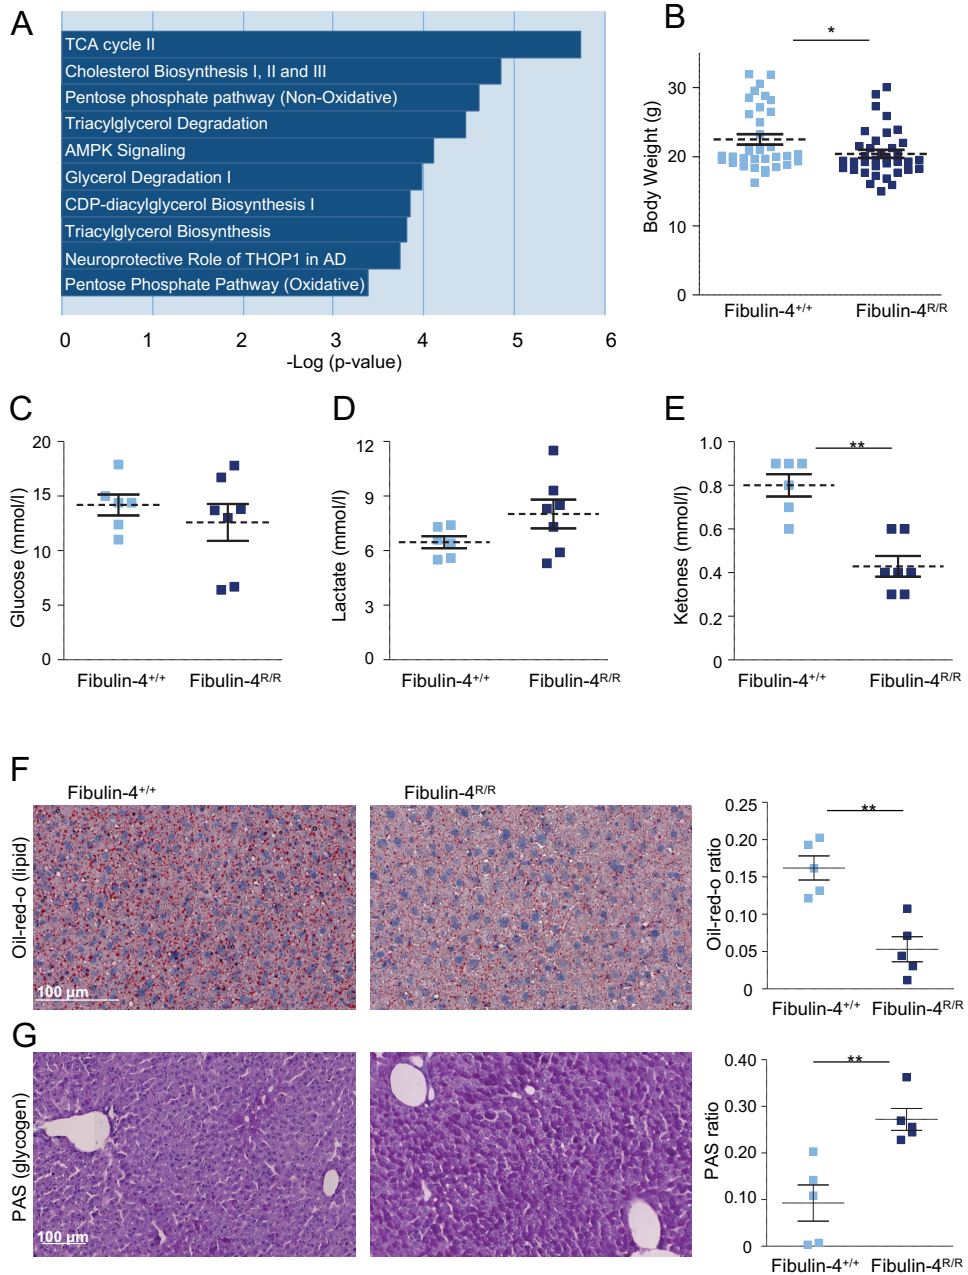 A
TCA cycle II
Cholesterol Biosynthesis I, II and III
Pentose phosphate pathway (Non-Oxidative)
Triacylglycerol Degradation
AMPK Signaling
Glycerol Degradation I
CDP-diacylglycerol Biosynthesis I
Triacylglycerol Biosynthesis
Neuroprotective Role of THOP1 in AD
Pentose Phosphate Pathway (Oxidative)
0 1 2 3 4 5 6
-Log (p-value)
B
*
Body Weight (g)
30
20
10
0
Fibulin-4+/+ Fibulin-4R/R
C
Glucose (mmol/l)
20
15
10
5
0
Fibulin-4+/+ Fibulin-4R/R
D
Lactate (mmol/l)
12
9
6
3
0
Fibulin-4+/+ Fibulin-4R/R
E
**
Ketones (mmol/l)
1.0
0.8
0.6
0.4
0.2
0
Fibulin-4+/+ Fibulin-4R/R
F
Fibulin-4+/+ Fibulin-4R/R
Oil-red-o (lipid)
100 µm
**
Oil-red-o ratio
0.25
0.20
0.15
0.10
0.05
0
Fibulin-4+/+ Fibulin-4R/R
G
PAS (glycogen)
100 µm
**
PAS ratio
0.40
0.30
0.20
0.10
0
Fibulin-4+/+ Fibulin-4R/R